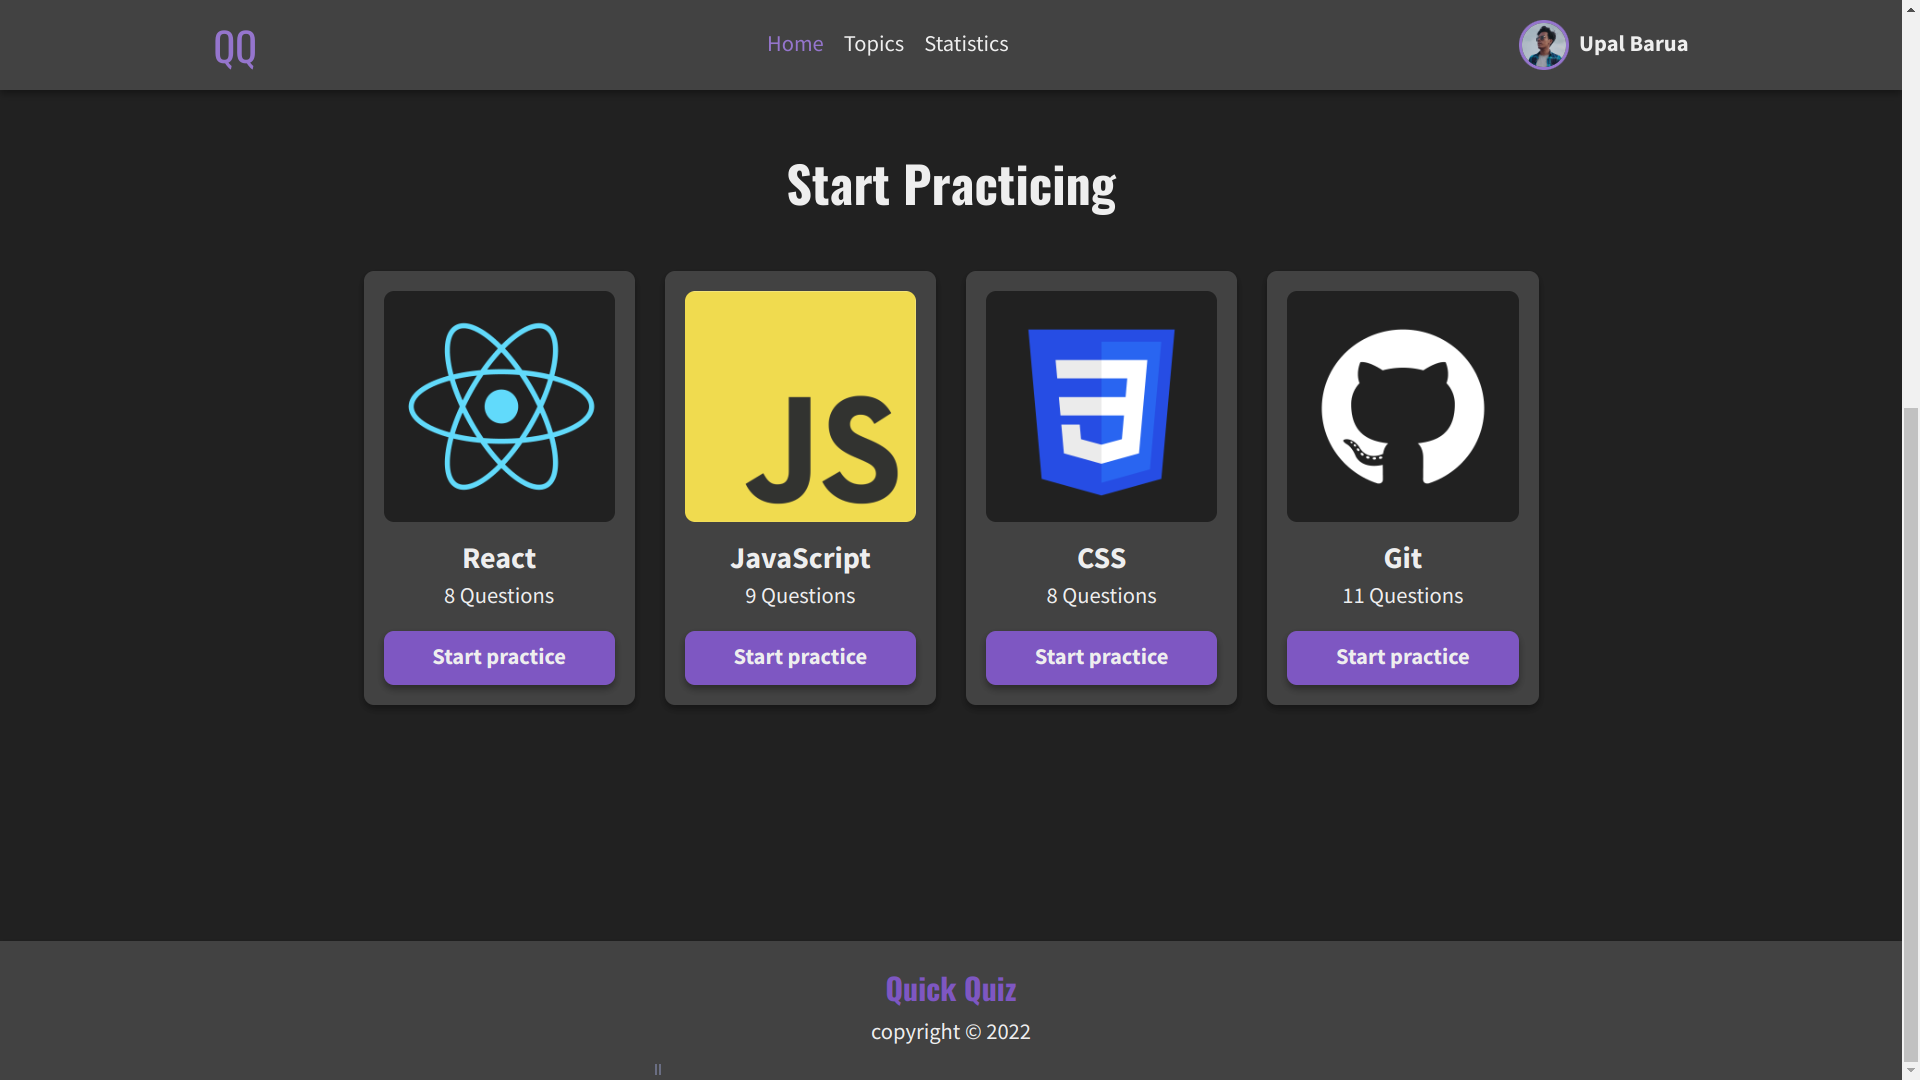 QQ
Home Topics Statistics
Upal Barua
Start Practicing
JS
React
8 Questions
Start practice
JavaScript
9 Questions
Start practice
CSS
8 Questions
Start practice
Git
11 Questions
Start practice
Quick Quiz
copyright © 2022